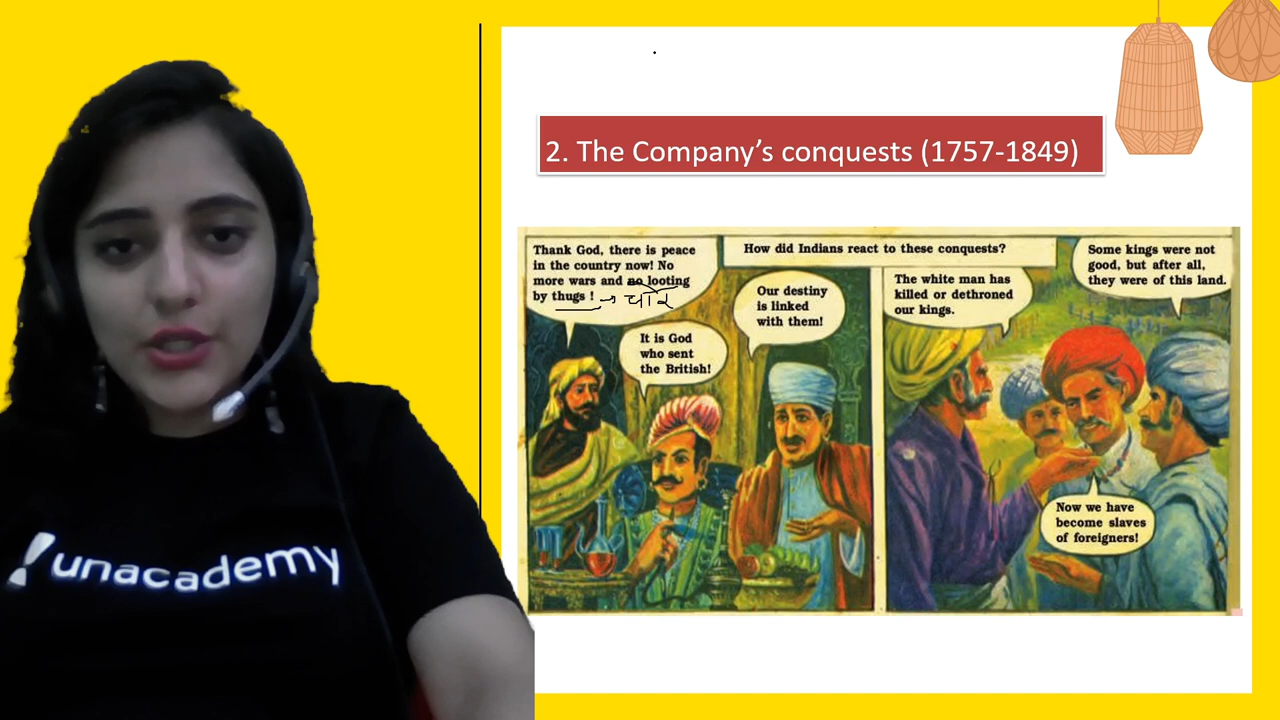 2. The Company's conquests (1757-1849)
Thank God, there is peace
in the country now! No
more wars and no looting
by thugs !
How did Indians react to these conquests?
Some kings were not
good, but after all,
they were of this land.
The white man has
killed or dethroned
our kings.
Our destiny
is linked
with them!
It is God
who sent
the British!
Now we have
become slaves
of foreigners!
unacademy